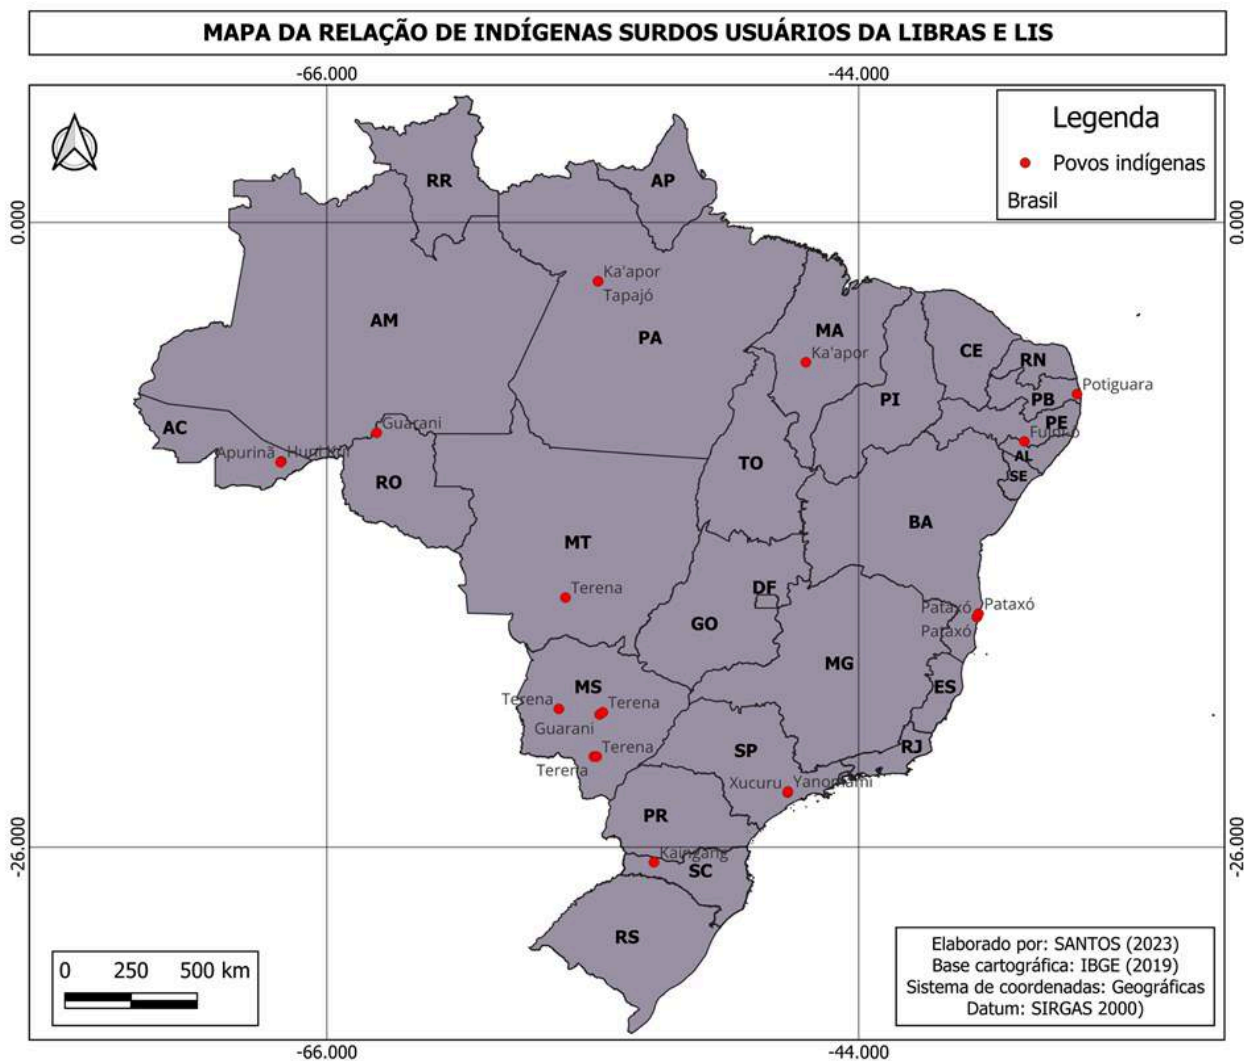 MAPA DA RELAÇÃO DE INDÍGENAS SURDOS USUÁRIOS DA LIBRAS E LIS
-66.000
-44.000
Legenda
Povos indígenas
Brasil
RR
AP
0.000
0.000
Ka'apor
Tapajó
AM
PA
MA
Ka'apor
CE
RN
Potiguara
PI
PB
PE
AC
Guarani
Apurinã
AL
SE
RO
TO
BA
MT
DF
Terena
Pataxó
Pataxó
Pataxó
GO
MG
MS
ES
Terena
Terena
Guarani
RJ
SP
Terena
Terena
Xucuru
Yanomami
PR
-26.000
-26.000
Kaingang
SC
RS
0 250 500 km
Elaborado por: SANTOS (2023)
Base cartográfica: IBGE (2019)
Sistema de coordenadas: Geográficas
Datum: SIRGAS 2000)
-66.000
-44.000